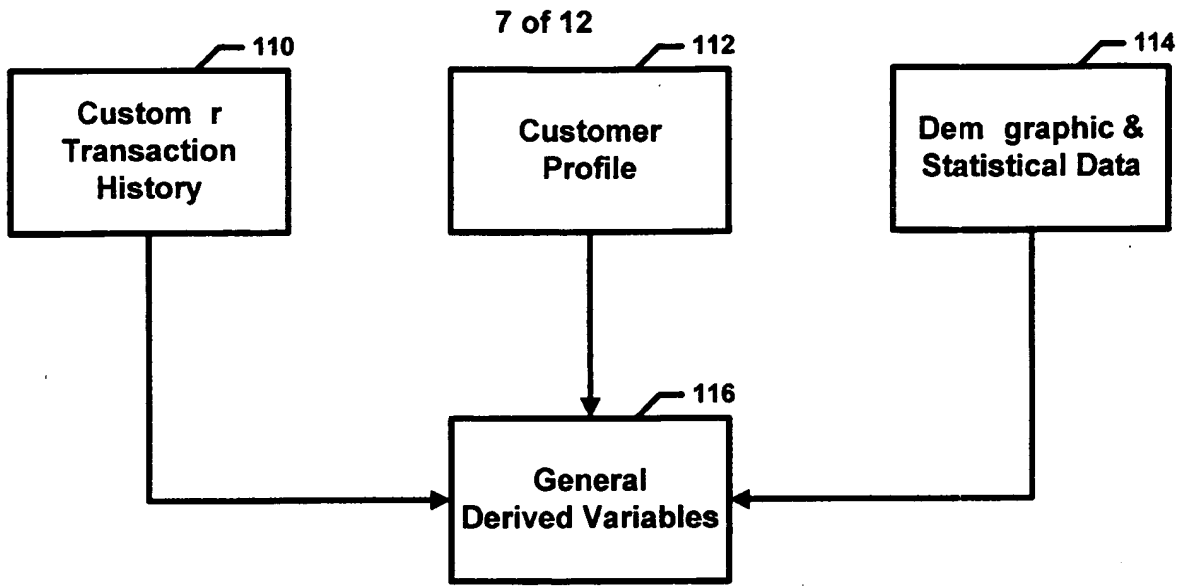 7 of 12
110
Custom r
Transaction
History
112
Customer
Profile
114
Dem graphic &
Statistical Data
116
General
Derived Variables